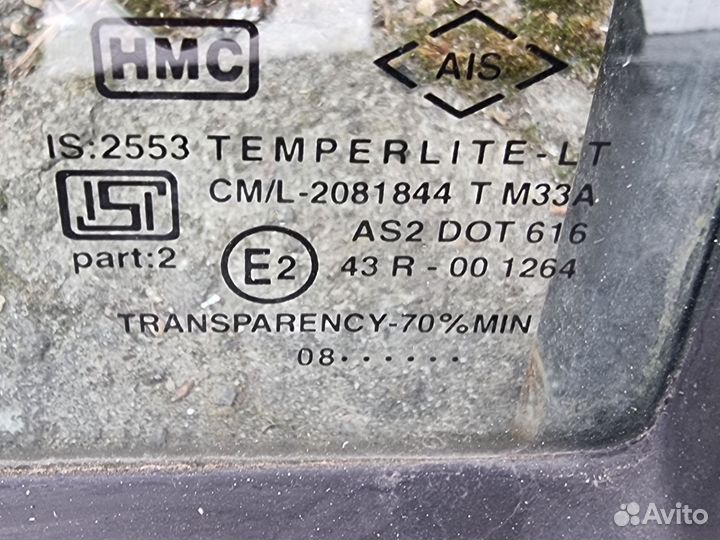 HMC
AIS
IS:2553 TEMPERLITE-LT
ISI
CM/L-2081844 T M33A
AS2 DOT 616
part:2
E2
43 R - 00 1264
TRANSPARENCY-70%MIN
08······
Avito